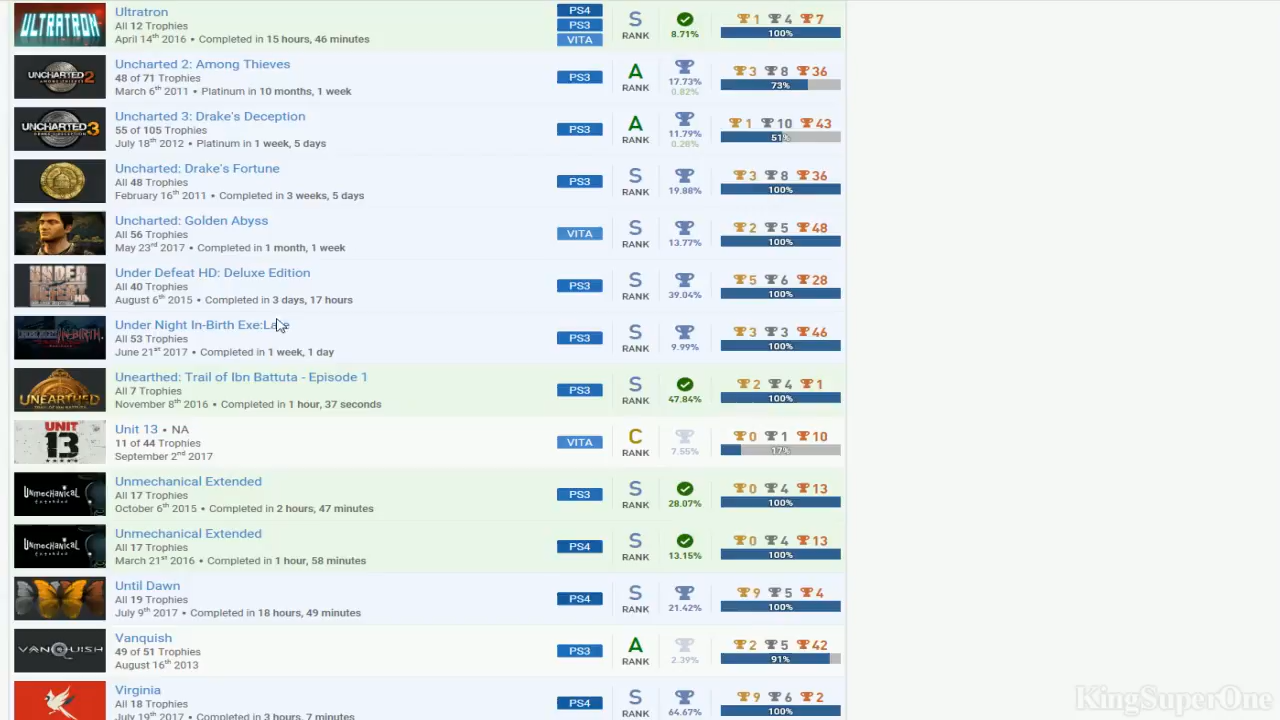 ULTRATRON
Ultratron
All 12 Trophies
April 14th 2016 • Completed in 15 hours, 46 minutes
PS4
PS3
VITA
S
RANK
8.71%
1 4 7
100%
UNCHARTED 2
Uncharted 2: Among Thieves
48 of 71 Trophies
March 6th 2011 • Platinum in 10 months, 1 week
PS3
A
RANK
17.73%
0.82%
3 8 36
73%
UNCHARTED 3
Uncharted 3: Drake's Deception
55 of 105 Trophies
July 18th 2012 • Platinum in 1 week, 5 days
PS3
A
RANK
11.79%
0.28%
1 10 43
51%
Uncharted: Drake's Fortune
All 48 Trophies
February 16th 2011 • Completed in 3 weeks, 5 days
PS3
S
RANK
19.88%
3 8 36
100%
Uncharted: Golden Abyss
All 56 Trophies
May 23rd 2017 • Completed in 1 month, 1 week
VITA
S
RANK
13.77%
2 5 48
100%
UNDER
DEFEAT
HD
Under Defeat HD: Deluxe Edition
All 40 Trophies
August 6th 2015 • Completed in 3 days, 17 hours
PS3
S
RANK
39.04%
5 6 28
100%
Under Night In-Birth Exe:Late
All 53 Trophies
June 21st 2017 • Completed in 1 week, 1 day
PS3
S
RANK
9.99%
3 3 46
100%
UNEARTHED
TRAIL OF IBN BATTUTA
Unearthed: Trail of Ibn Battuta - Episode 1
All 7 Trophies
November 8th 2016 • Completed in 1 hour, 37 seconds
PS3
S
RANK
47.84%
2 4 1
100%
UNIT
13
Unit 13 • NA
11 of 44 Trophies
September 2nd 2017
VITA
C
RANK
7.55%
0 1 10
17%
UNMECHANICAL
Extended
Unmechanical Extended
All 17 Trophies
October 6th 2015 • Completed in 2 hours, 47 minutes
PS3
S
RANK
28.07%
0 4 13
100%
UNMECHANICAL
Extended
Unmechanical Extended
All 17 Trophies
March 21st 2016 • Completed in 1 hour, 58 minutes
PS4
S
RANK
13.15%
0 4 13
100%
Until Dawn
All 19 Trophies
July 9th 2017 • Completed in 18 hours, 49 minutes
PS4
S
RANK
21.42%
9 5 4
100%
VANQUISH
Vanquish
49 of 51 Trophies
August 16th 2013
PS3
A
RANK
2.39%
2 5 42
91%
Virginia
All 18 Trophies
July 19th 2017 • Completed in 3 hours, 7 minutes
PS4
S
RANK
64.67%
9 6 2
100%
KingSuperOne